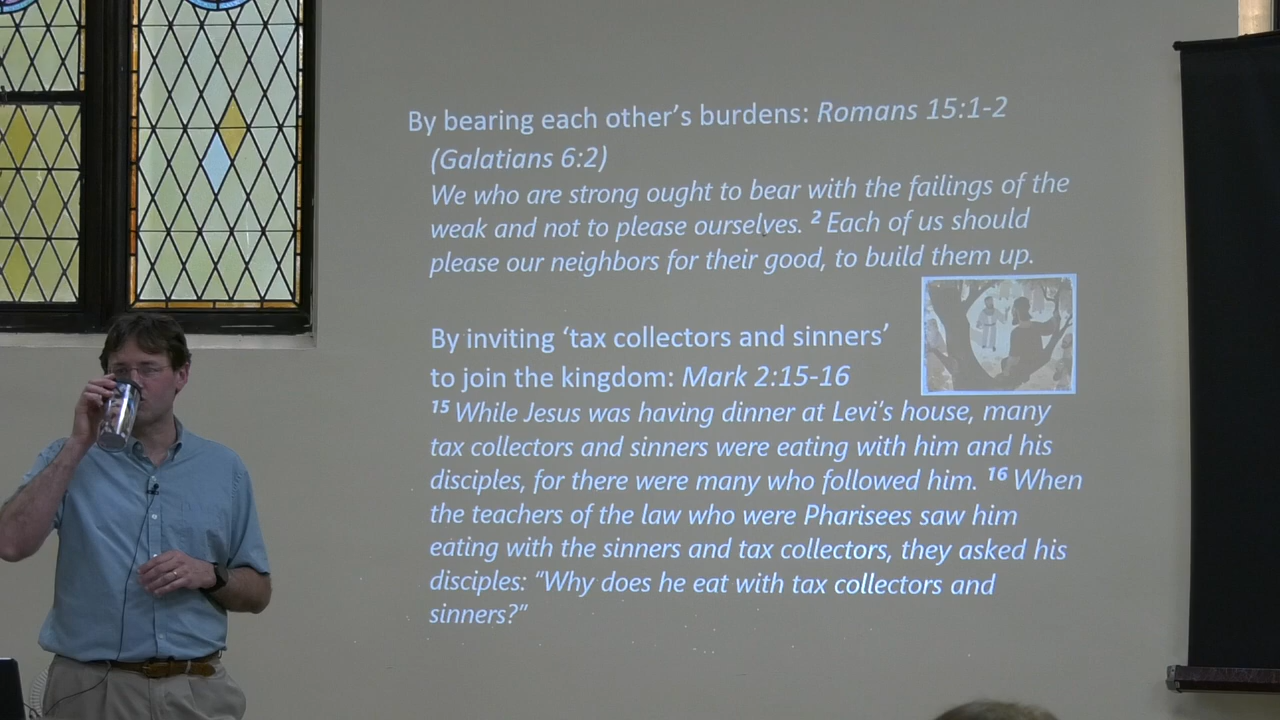 By bearing each other’s burdens: Romans 15:1-2
(Galatians 6:2)
We who are strong ought to bear with the failings of the
weak and not to please ourselves. ² Each of us should
please our neighbors for their good, to build them up.
By inviting ‘tax collectors and sinners’
to join the kingdom: Mark 2:15-16
¹⁵ While Jesus was having dinner at Levi’s house, many
tax collectors and sinners were eating with him and his
disciples, for there were many who followed him. ¹⁶ When
the teachers of the law who were Pharisees saw him
eating with the sinners and tax collectors, they asked his
disciples: “Why does he eat with tax collectors and
sinners?”